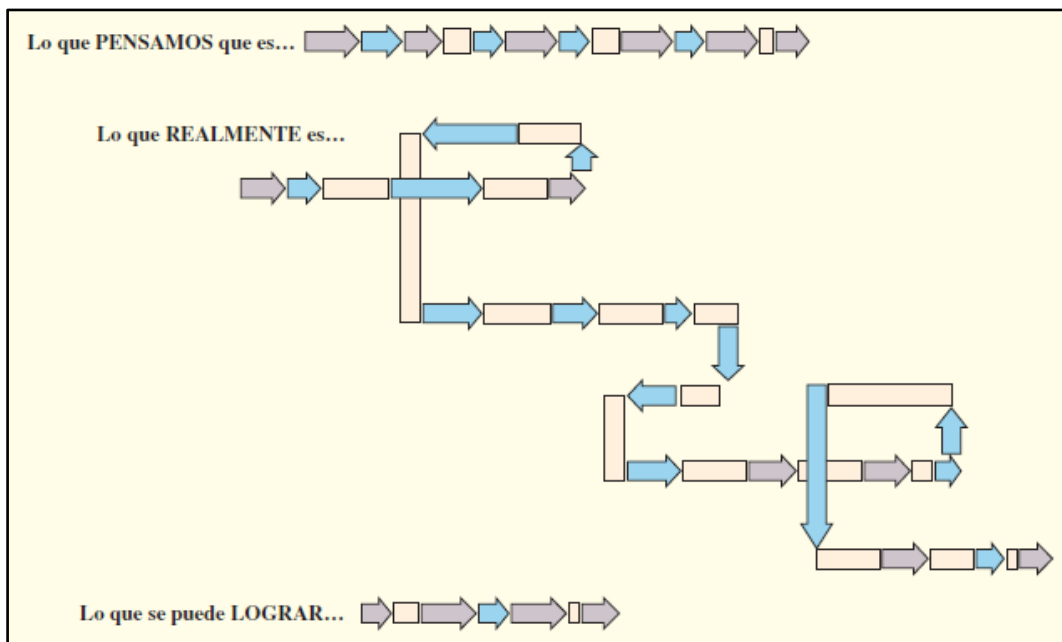 Lo que PENSAMOS que es…
Lo que REALMENTE es…
Lo que se puede LOGRAR…